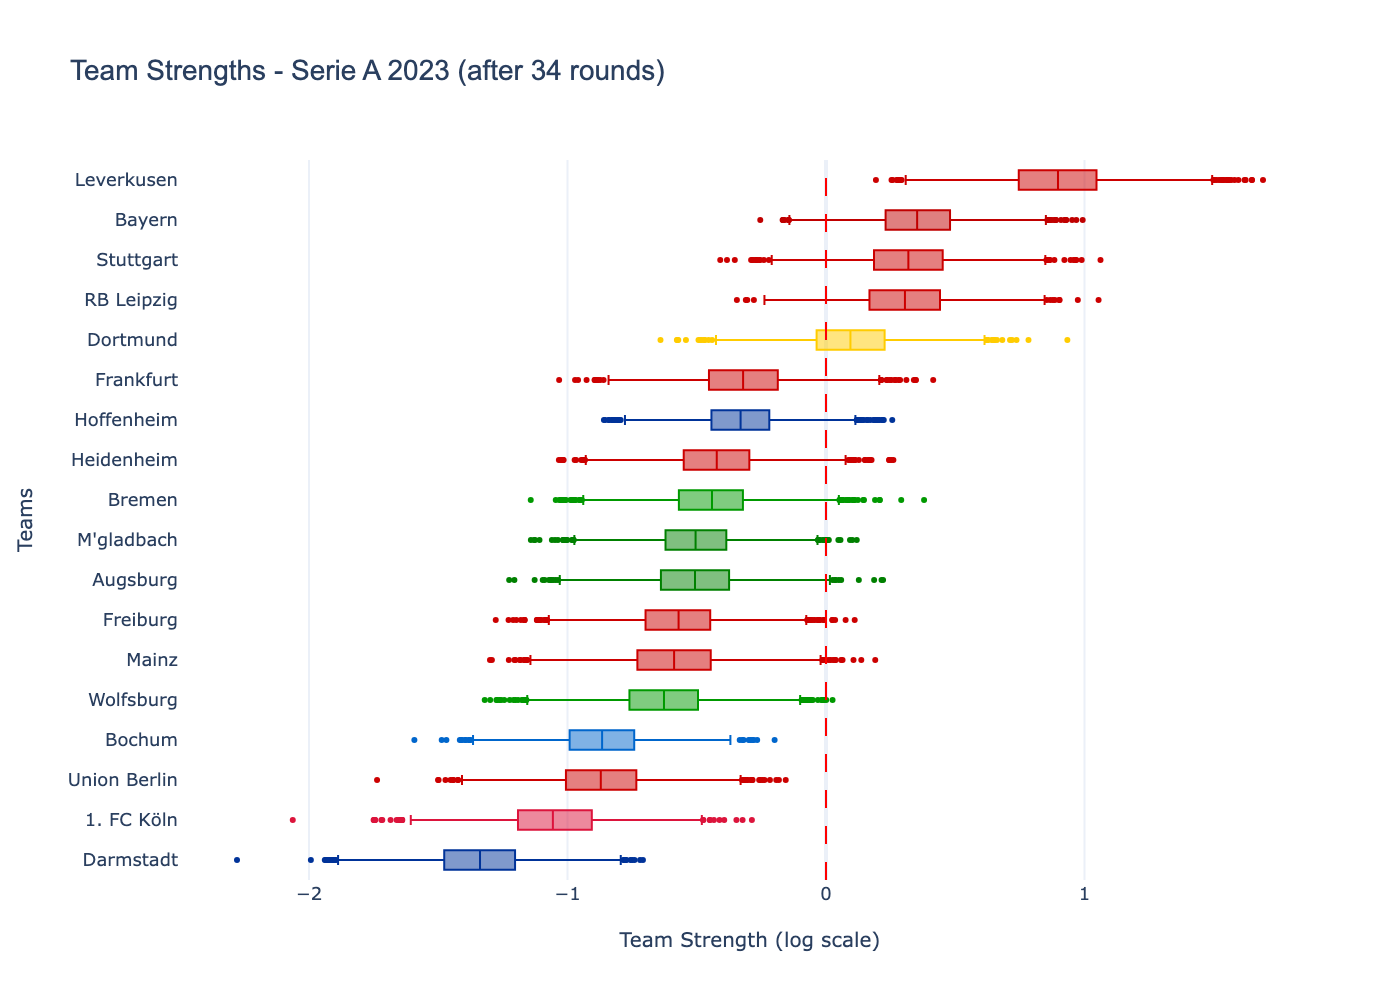 Team Strengths - Serie A 2023 (after 34 rounds)
Teams
Leverkusen
Bayern
Stuttgart
RB Leipzig
Dortmund
Frankfurt
Hoffenheim
Heidenheim
Bremen
M'gladbach
Augsburg
Freiburg
Mainz
Wolfsburg
Bochum
Union Berlin
1. FC Köln
Darmstadt
−2 −1 0 1
Team Strength (log scale)